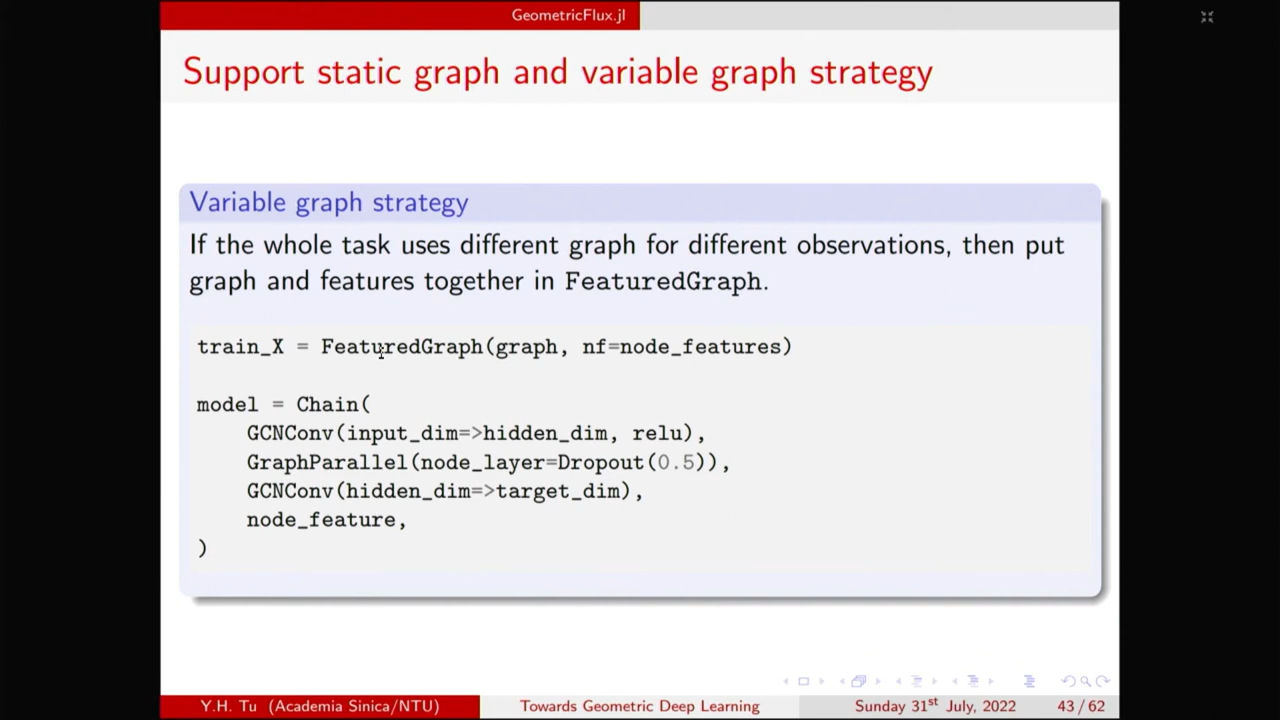 GeometricFlux.jl
Support static graph and variable graph strategy
Variable graph strategy
If the whole task uses different graph for different observations, then put
graph and features together in FeaturedGraph.
train_X = FeaturedGraph(graph, nf=node_features)
model = Chain(
    GCNConv(input_dim=>hidden_dim, relu),
    GraphParallel(node_layer=Dropout(0.5)),
    GCNConv(hidden_dim=>target_dim),
    node_feature,
)
Y.H. Tu (Academia Sinica/NTU) Towards Geometric Deep Learning Sunday 31st July, 2022 43 / 62